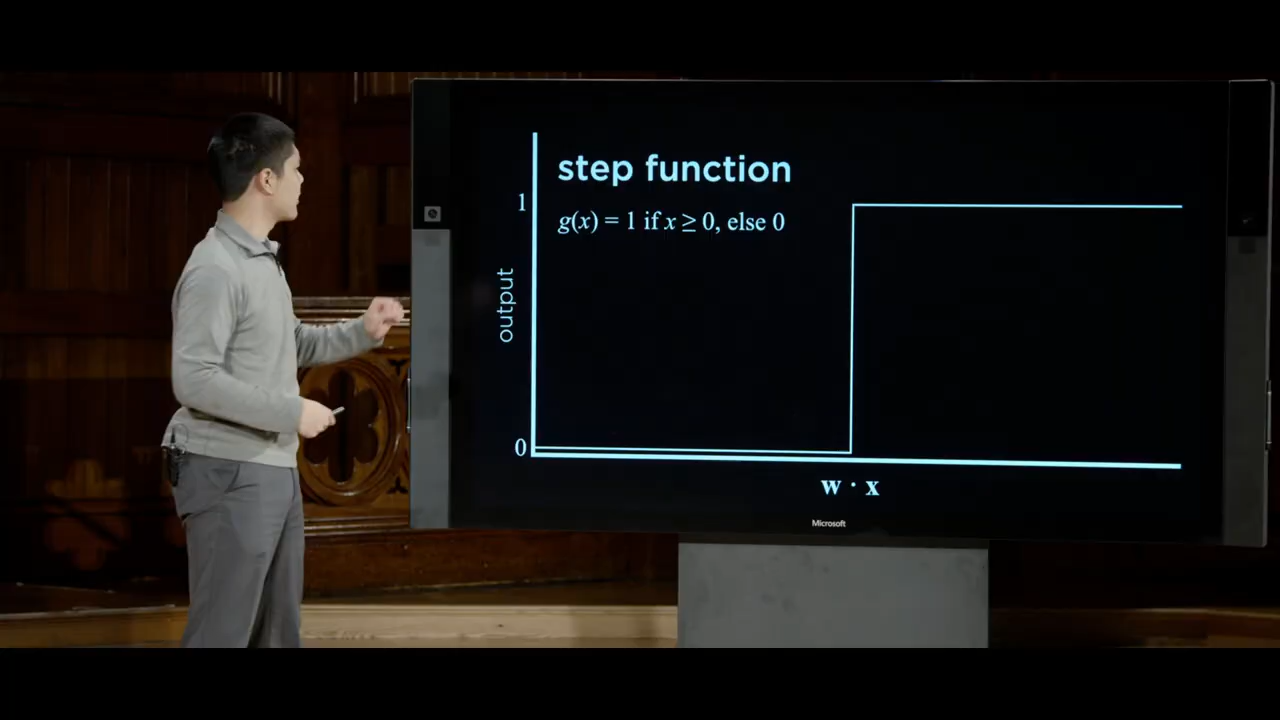 step function
1
g(x) = 1 if x ≥ 0, else 0
output
0
w · x
Microsoft